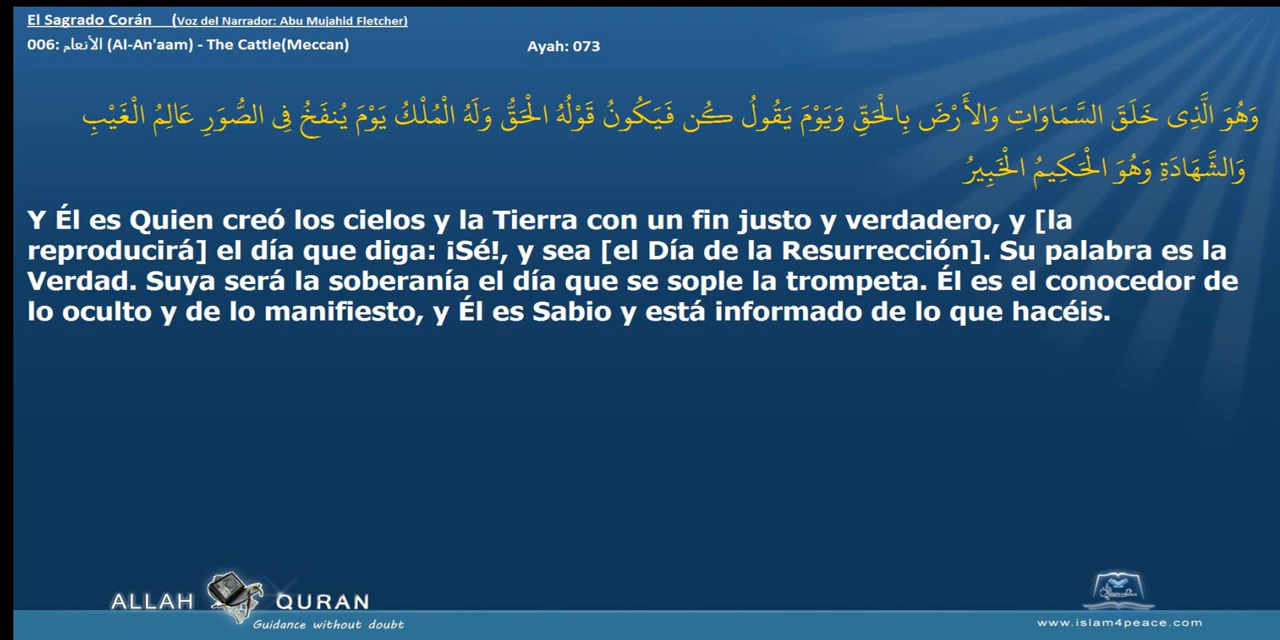 El Sagrado Corán (Voz del Narrador: Abu Mujahid Fletcher)
006: الأنعام (Al-An'aam) - The Cattle(Meccan) Ayah: 073
وَهُوَ الَّذِى خَلَقَ السَّمَاوَاتِ وَالأَرْضَ بِالْحَقِّ وَيَوْمَ يَقُولُ كُن فَيَكُونُ قَوْلُهُ الْحَقُّ وَلَهُ الْمُلْكُ يَوْمَ يُنفَخُ فِى الصُّوَرِ عَالِمُ الْغَيْبِ
وَالشَّهَادَةِ وَهُوَ الْحَكِيمُ الْخَبِيرُ
Y Él es Quien creó los cielos y la Tierra con un fin justo y verdadero, y [la
reproducirá] el día que diga: ¡Sé!, y sea [el Día de la Resurrección]. Su palabra es la
Verdad. Suya será la soberanía el día que se sople la trompeta. Él es el conocedor de
lo oculto y de lo manifiesto, y Él es Sabio y está informado de lo que hacéis.
ALLAH QURAN
Guidance without doubt
www.islam4peace.com